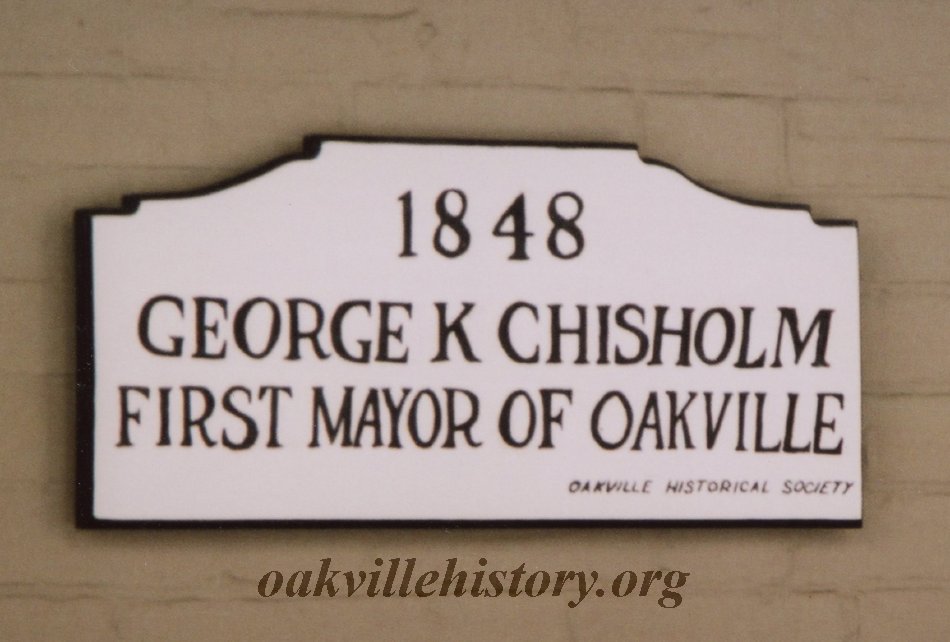 1848
GEORGE K CHISHOLM
FIRST MAYOR OF OAKVILLE
OAKVILLE HISTORICAL SOCIETY
oakvillehistory.org